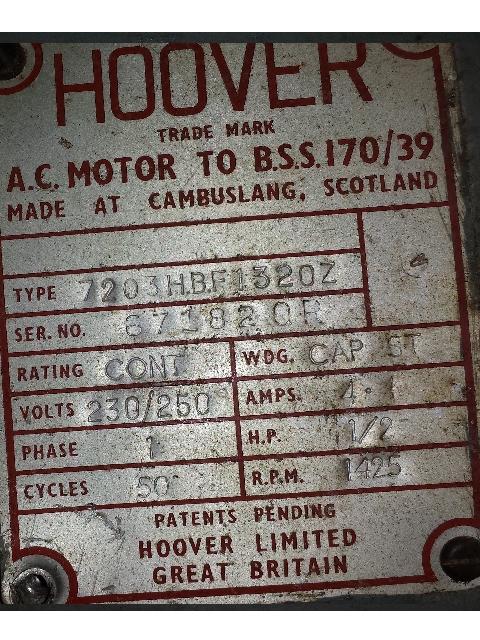 HOOVER
TRADE MARK
A.C. MOTOR TO B.S.S. 170/39
MADE AT CAMBUSLANG, SCOTLAND
TYPE 7203H.B.F1320Z
SER. NO. 671820R
RATING CONT WDG. CAP ST
VOLTS 230/250 AMPS. 4.1
PHASE 1 H.P. 1/2
CYCLES 50 R.P.M. 1425
PATENTS PENDING
HOOVER LIMITED
GREAT BRITAIN